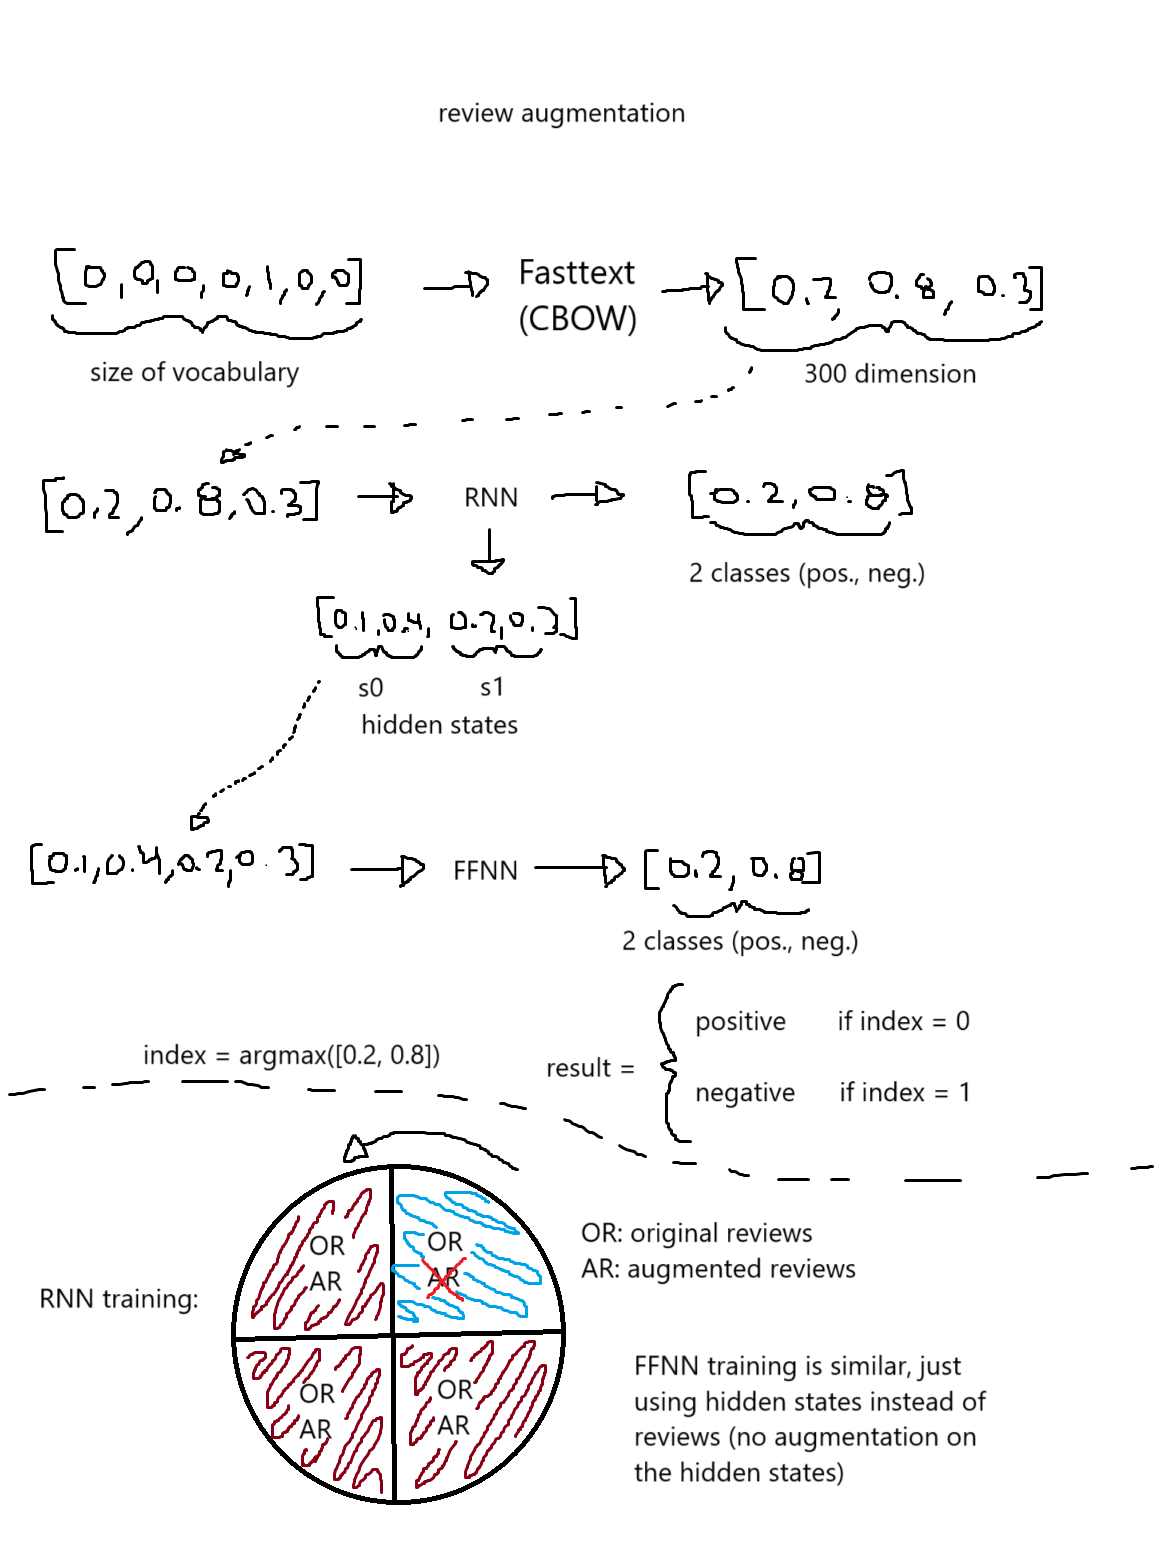 review augmentation
[0,0,0,0,1,0,0]
Fasttext
(CBOW)
[0.2, 0.8, 0.3]
size of vocabulary
300 dimension
[0.2,0.8,0.3]
RNN
[0.2,0.8]
2 classes (pos., neg.)
[0.1,0.4, 0.2,0.3]
s0
s1
hidden states
[0.1,0.4,0.2,0.3]
FFNN
[0.2, 0.8]
2 classes (pos., neg.)
index = argmax([0.2, 0.8])
result =
positive if index = 0
negative if index = 1
RNN training:
OR
AR
OR
AR
OR
AR
OR
AR
OR: original reviews
AR: augmented reviews
FFNN training is similar, just
using hidden states instead of
reviews (no augmentation on
the hidden states)